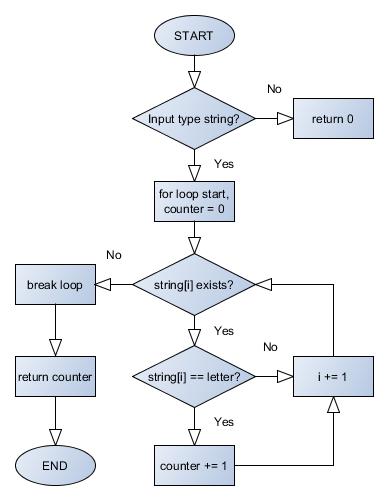 START
Input type string?
No
return 0
Yes
for loop start,
counter = 0
No
break loop
string[i] exists?
Yes
return counter
string[i] == letter?
No
i += 1
Yes
END
counter += 1